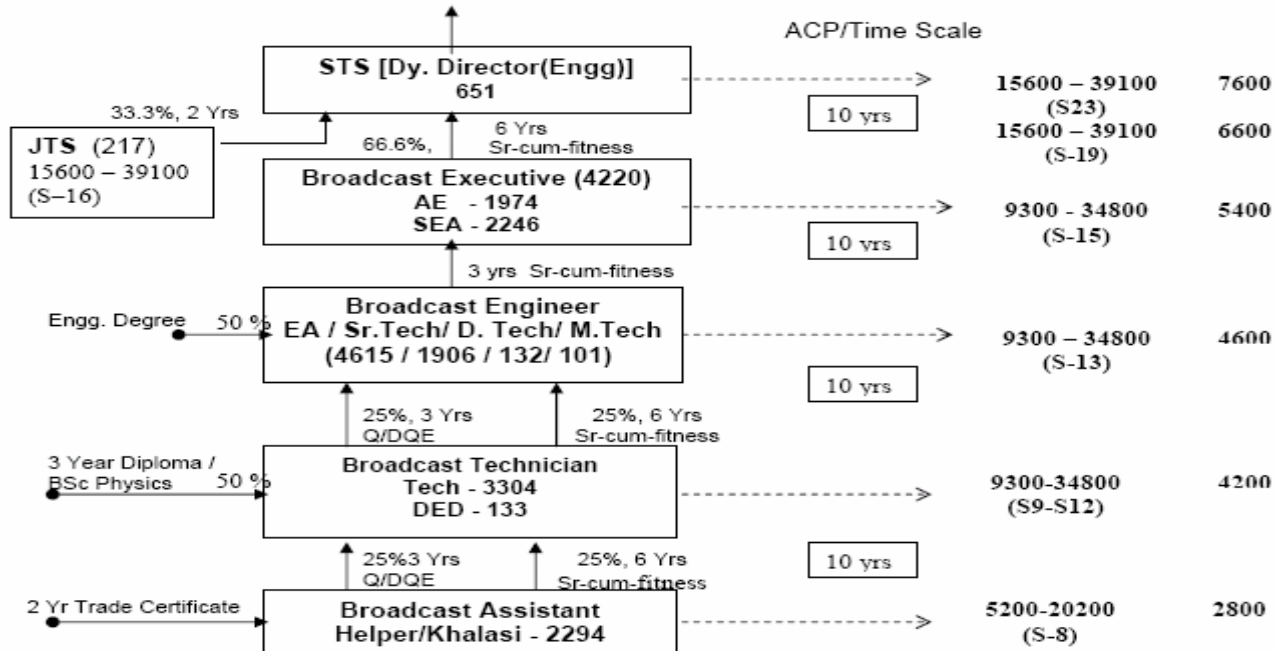 ACP/Time Scale
STS [Dy. Director(Engg)]
651
15600 – 39100 7600
(S23)
15600 – 39100 6600
(S-19)
10 yrs
33.3%, 2 Yrs
JTS (217)
15600 – 39100
(S–16)
66.6%,
6 Yrs
Sr-cum-fitness
Broadcast Executive (4220)
AE - 1974
SEA - 2246
9300 - 34800 5400
(S-15)
10 yrs
3 yrs Sr-cum-fitness
Engg. Degree 50 %
Broadcast Engineer
EA / Sr.Tech/ D. Tech/ M.Tech
(4615 / 1906 / 132/ 101)
9300 – 34800 4600
(S-13)
10 yrs
25%, 3 Yrs
Q/DQE
25%, 6 Yrs
Sr-cum-fitness
3 Year Diploma /
BSc Physics 50 %
Broadcast Technician
Tech - 3304
DED - 133
9300-34800 4200
(S9-S12)
10 yrs
25%3 Yrs
Q/DQE
25%, 6 Yrs
Sr-cum-fitness
2 Yr Trade Certificate
Broadcast Assistant
Helper/Khalasi - 2294
5200-20200 2800
(S-8)